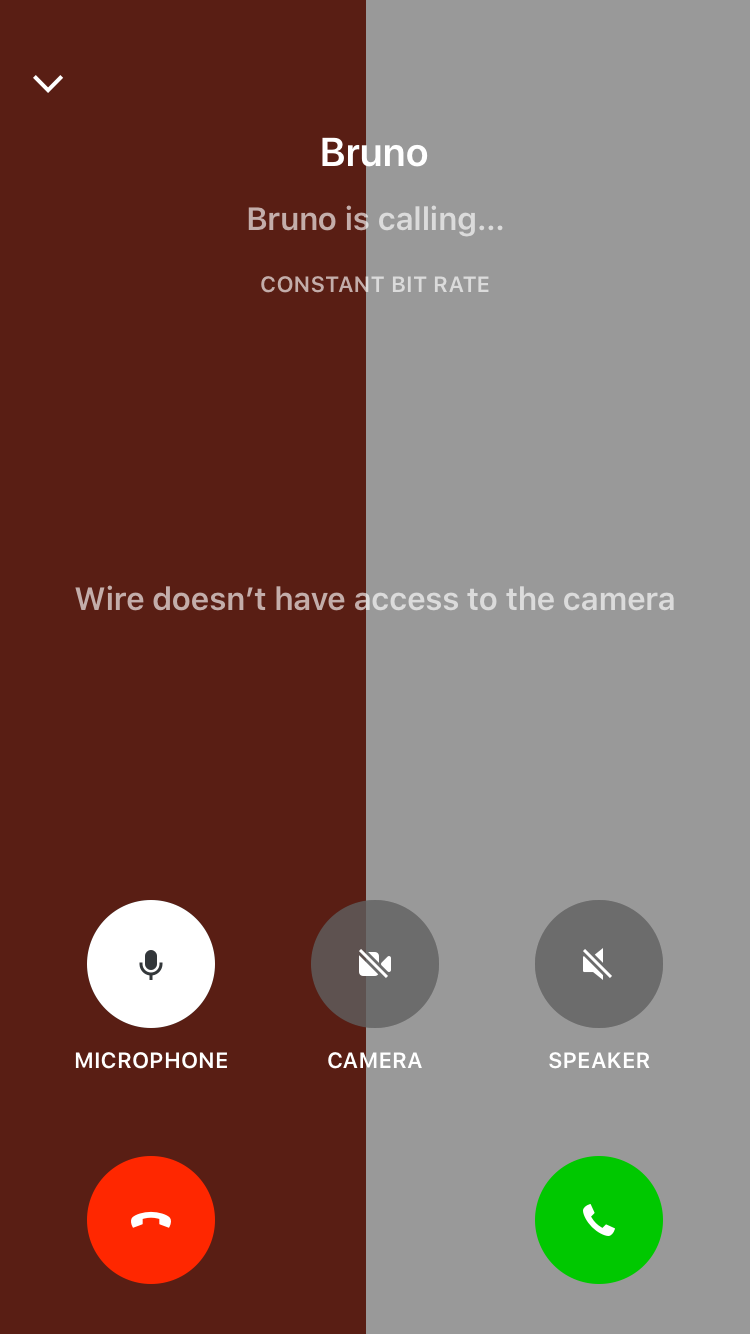 Bruno
Bruno is calling...
CONSTANT BIT RATE
Wire doesn’t have access to the camera
MICROPHONE
CAMERA
SPEAKER